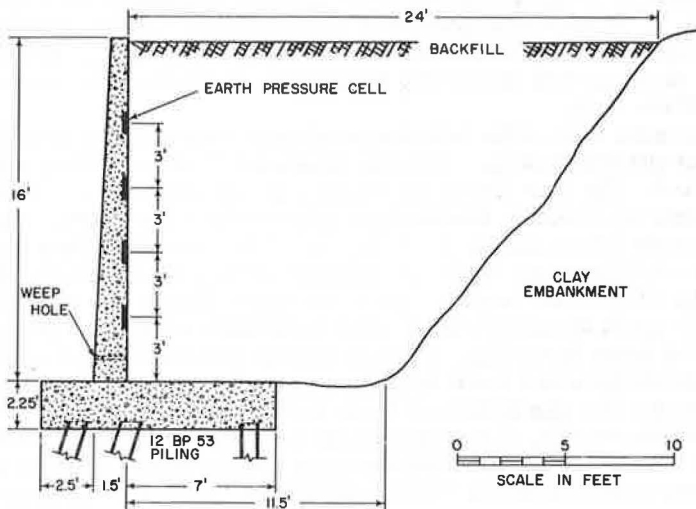 24'
BACKFILL
EARTH PRESSURE CELL
3'
16'
3'
3'
CLAY
EMBANKMENT
WEEP
HOLE
3'
2.25'
12 BP 53
PILING
0 5 10
SCALE IN FEET
2.5' 1.5' 7'
11.5'